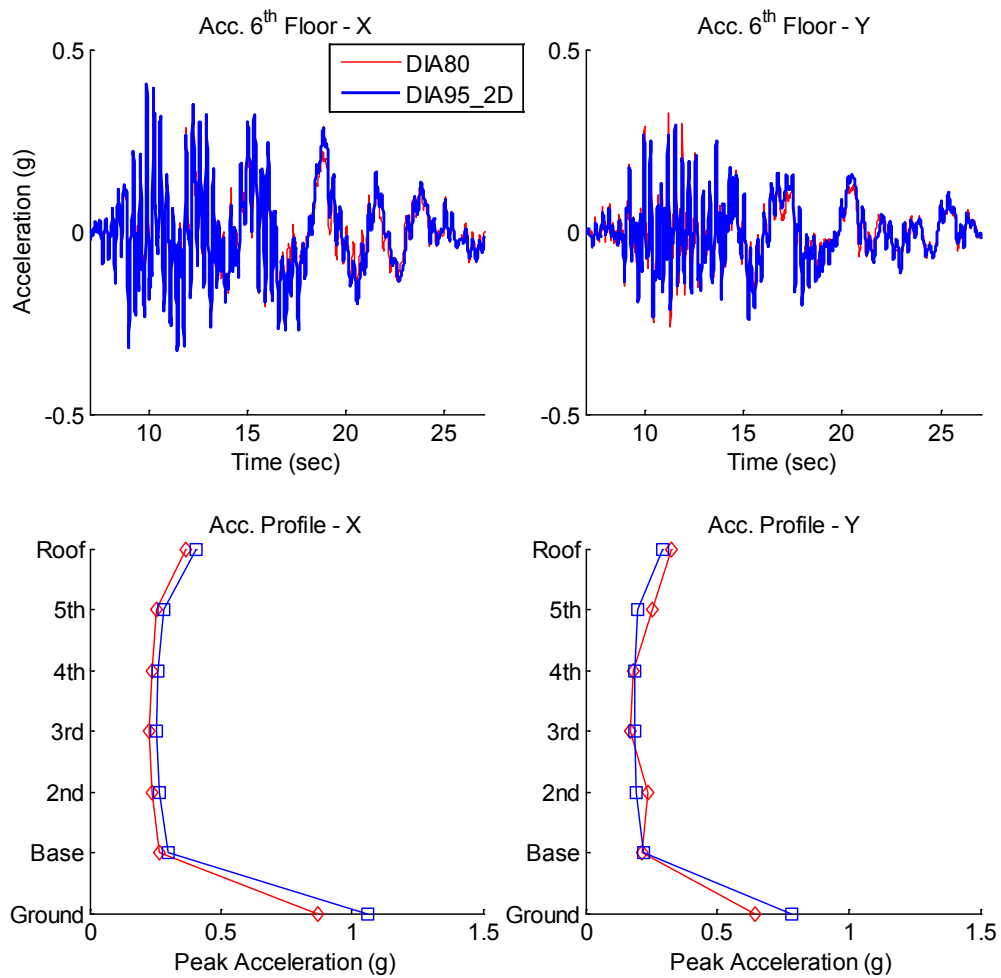 Acc. 6th Floor - X
Acc. 6th Floor - Y
DIA80
DIA95_2D
0.5
0
-0.5
Acceleration (g)
10
15
20
25
Time (sec)
0.5
0
-0.5
10
15
20
25
Time (sec)
Acc. Profile - X
Roof
5th
4th
3rd
2nd
Base
Ground
0
0.5
1
1.5
Peak Acceleration (g)
Acc. Profile - Y
Roof
5th
4th
3rd
2nd
Base
Ground
0
0.5
1
1.5
Peak Acceleration (g)